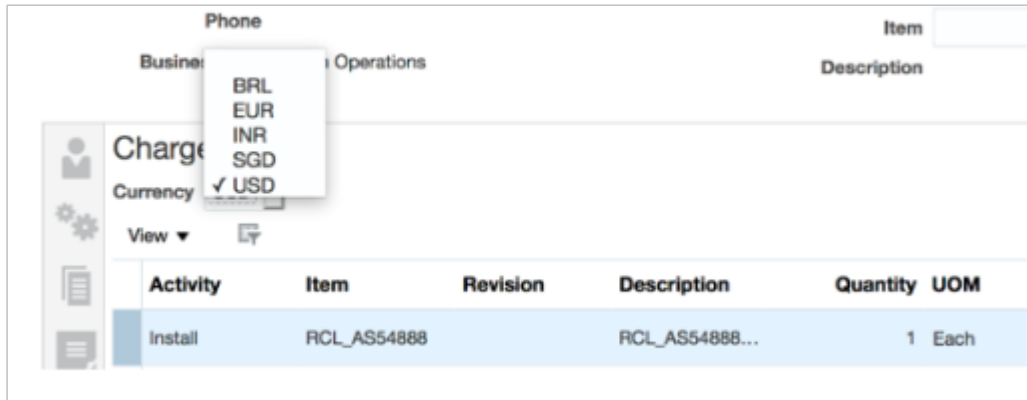 Phone
Item
Busine Operations
Description
BRL
EUR
INR
SGD
✓ USD
Charge
Currency
View ▼
Activity Item Revision Description Quantity UOM
Install RCL_AS54888 RCL_AS54888... 1 Each